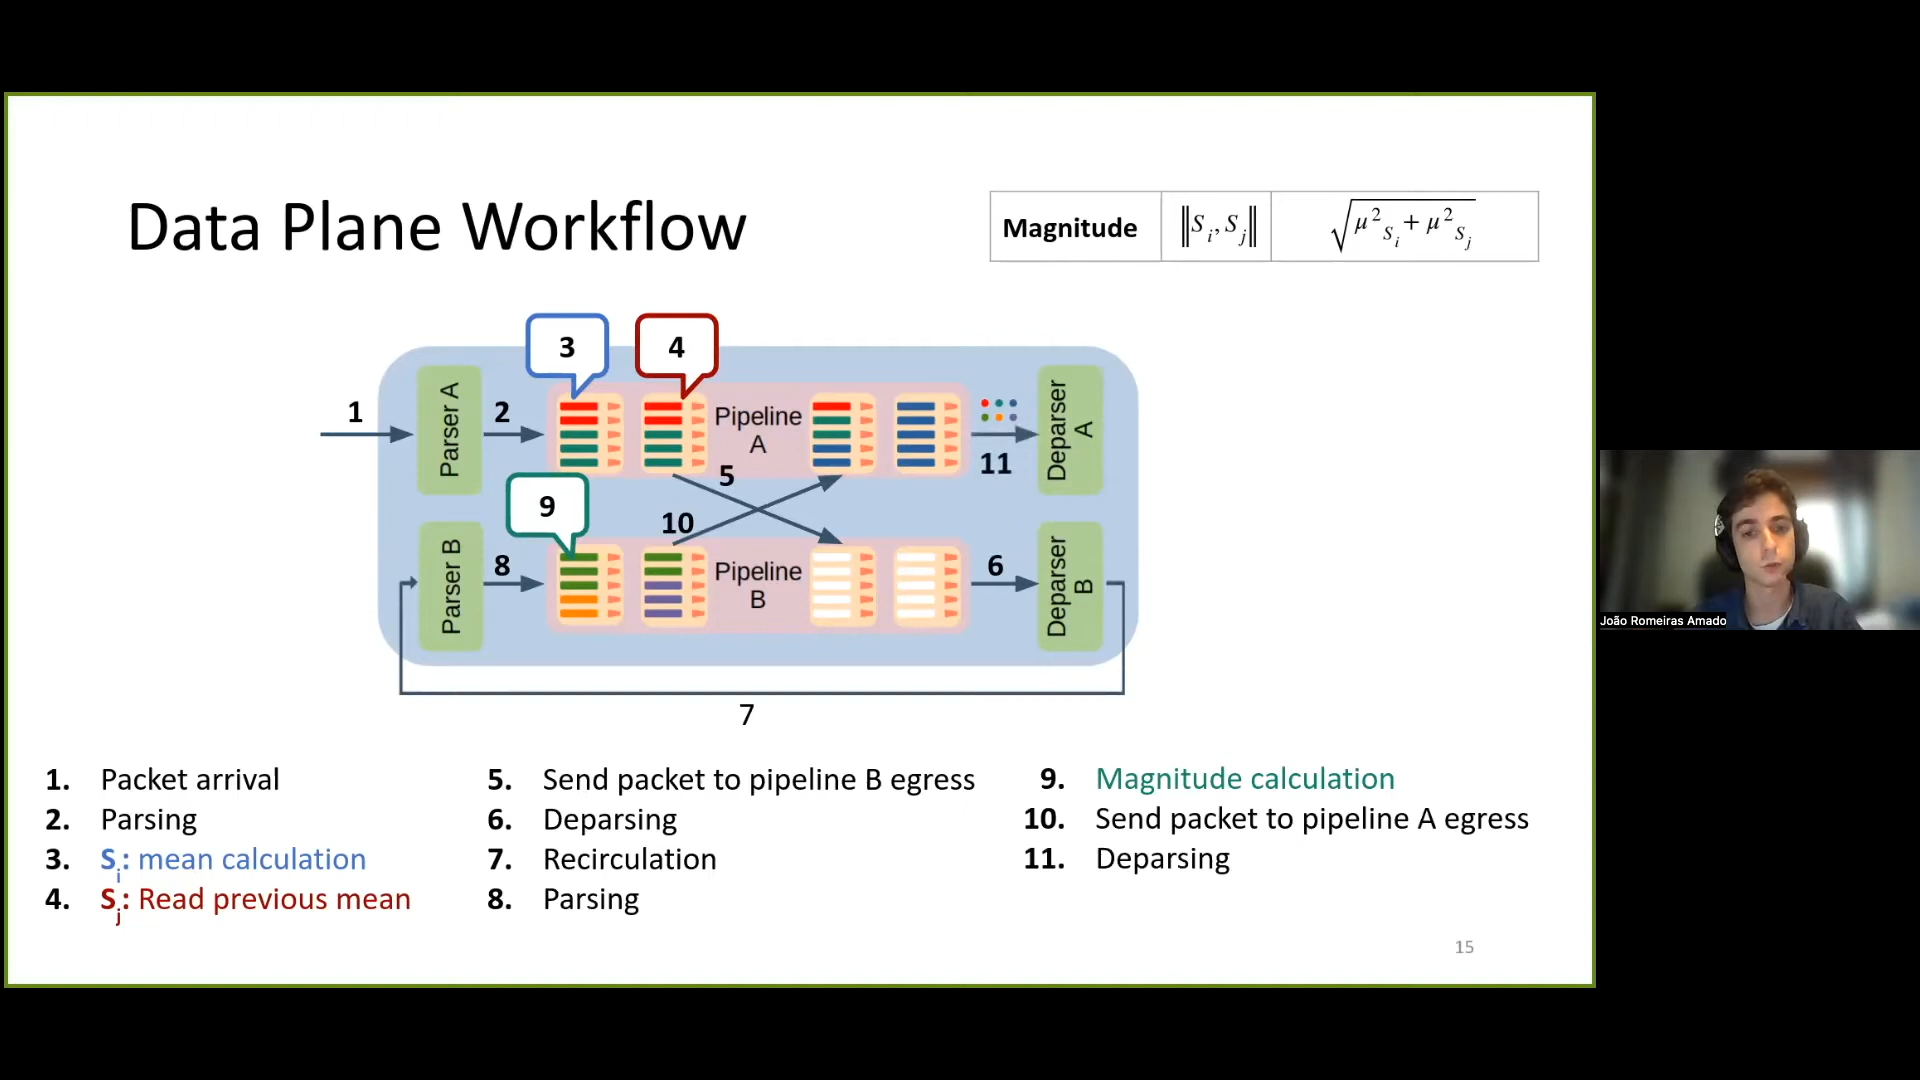 Data Plane Workflow
Magnitude ‖S_i, S_j‖ √(μ²_{S_i} + μ²_{S_j})
3
4
1
Parser A
2
Pipeline
A
5
11
Deparser
A
9
10
Parser B
8
Pipeline
B
6
Deparser
B
7
1. Packet arrival
2. Parsing
3. S_i: mean calculation
4. S_j: Read previous mean
5. Send packet to pipeline B egress
6. Deparsing
7. Recirculation
8. Parsing
9. Magnitude calculation
10. Send packet to pipeline A egress
11. Deparsing
15
João Romeiras Amado